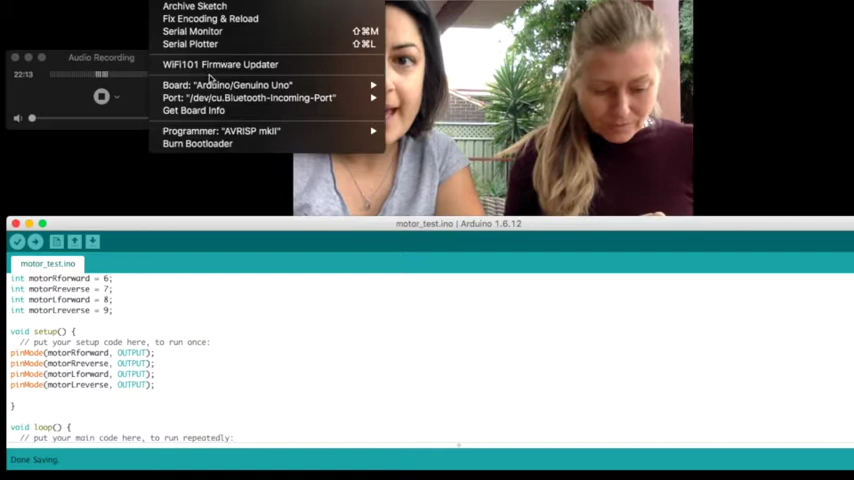 Archive Sketch
Fix Encoding & Reload
Serial Monitor ⇧⌘M
Serial Plotter ⇧⌘L
Audio Recording
22:13
WiFi101 Firmware Updater
Board: "Arduino/Genuino Uno"
Port: "/dev/cu.Bluetooth-Incoming-Port"
Get Board Info
Programmer: "AVRISP mkII"
Burn Bootloader
motor_test.ino | Arduino 1.6.12
motor_test.ino
int motorRforward = 6;
int motorRreverse = 7;
int motorLforward = 8;
int motorLreverse = 9;
void setup() {
// put your setup code here, to run once:
pinMode(motorRforward, OUTPUT);
pinMode(motorRreverse, OUTPUT);
pinMode(motorLforward, OUTPUT);
pinMode(motorLreverse, OUTPUT);
}
void loop() {
// put your main code here, to run repeatedly:
Done Saving.